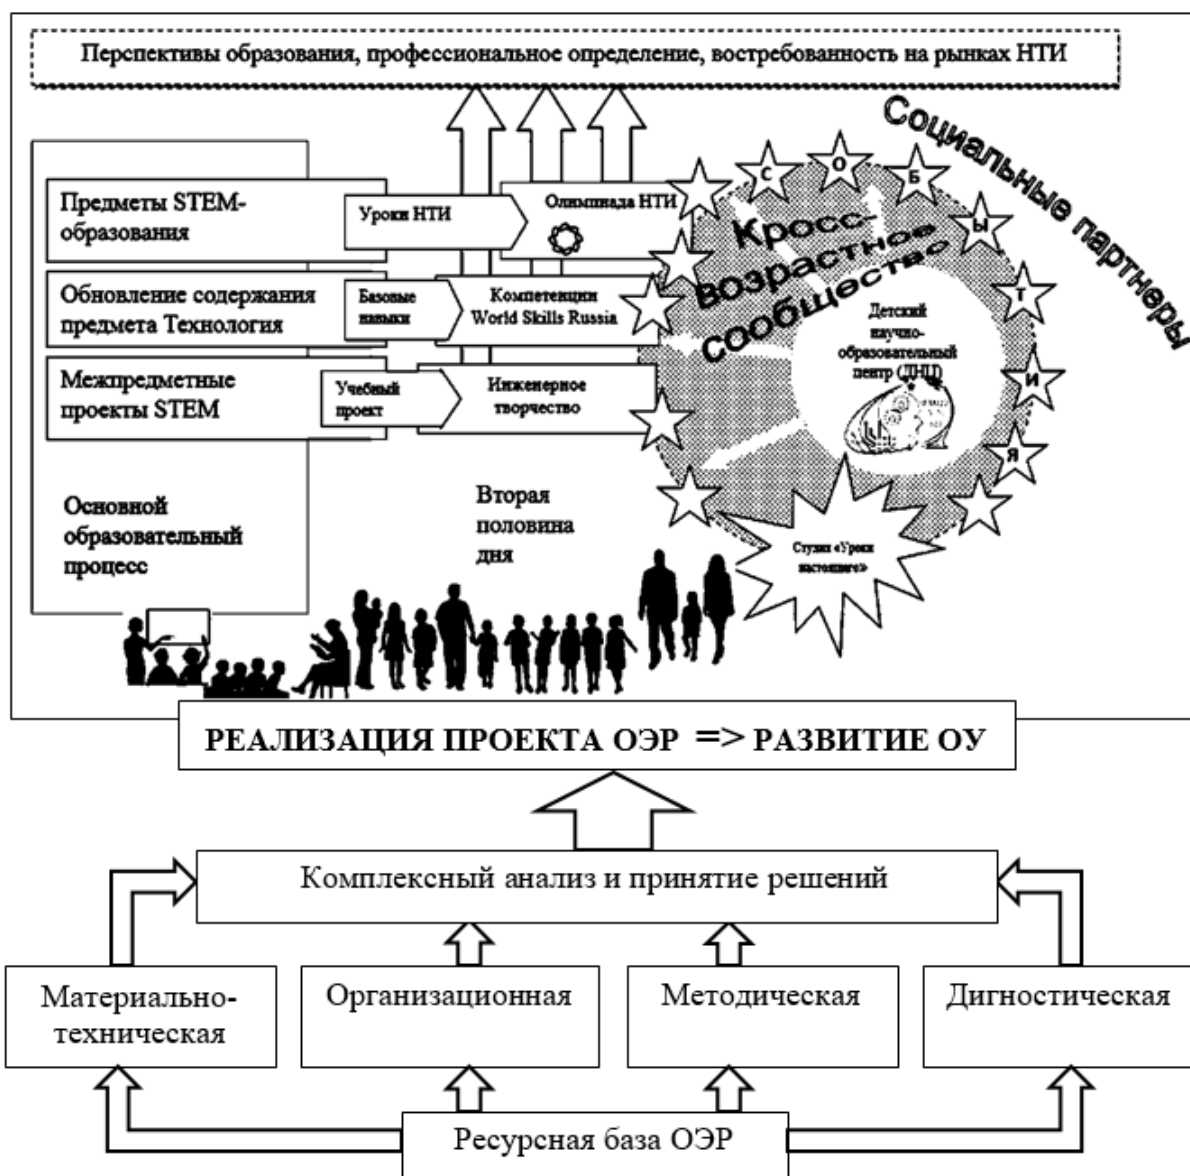 Перспективы образования, профессиональное определение, востребованность на рынках НТИ
Социальные партнеры
Предметы STEM-
образования
Уроки НТИ
Олимпиада НТИ
Обновление содержания
предмета Технология
Базовые
навыки
Компетенции
World Skills Russia
Межпредметные
проекты STEM
Учебный
проект
Инженерное
творчество
С О Б Ы Т И Я
Кросс-
возрастное
сообщество
Детский
научно-
образовательный
центр (ДНЦ)
Студия «Уроки
настоящего»
Основной
образовательный
процесс
Вторая
половина
дня
РЕАЛИЗАЦИЯ ПРОЕКТА ОЭР => РАЗВИТИЕ ОУ
Комплексный анализ и принятие решений
Материально-
техническая
Организационная
Методическая
Дигностическая
Ресурсная база ОЭР